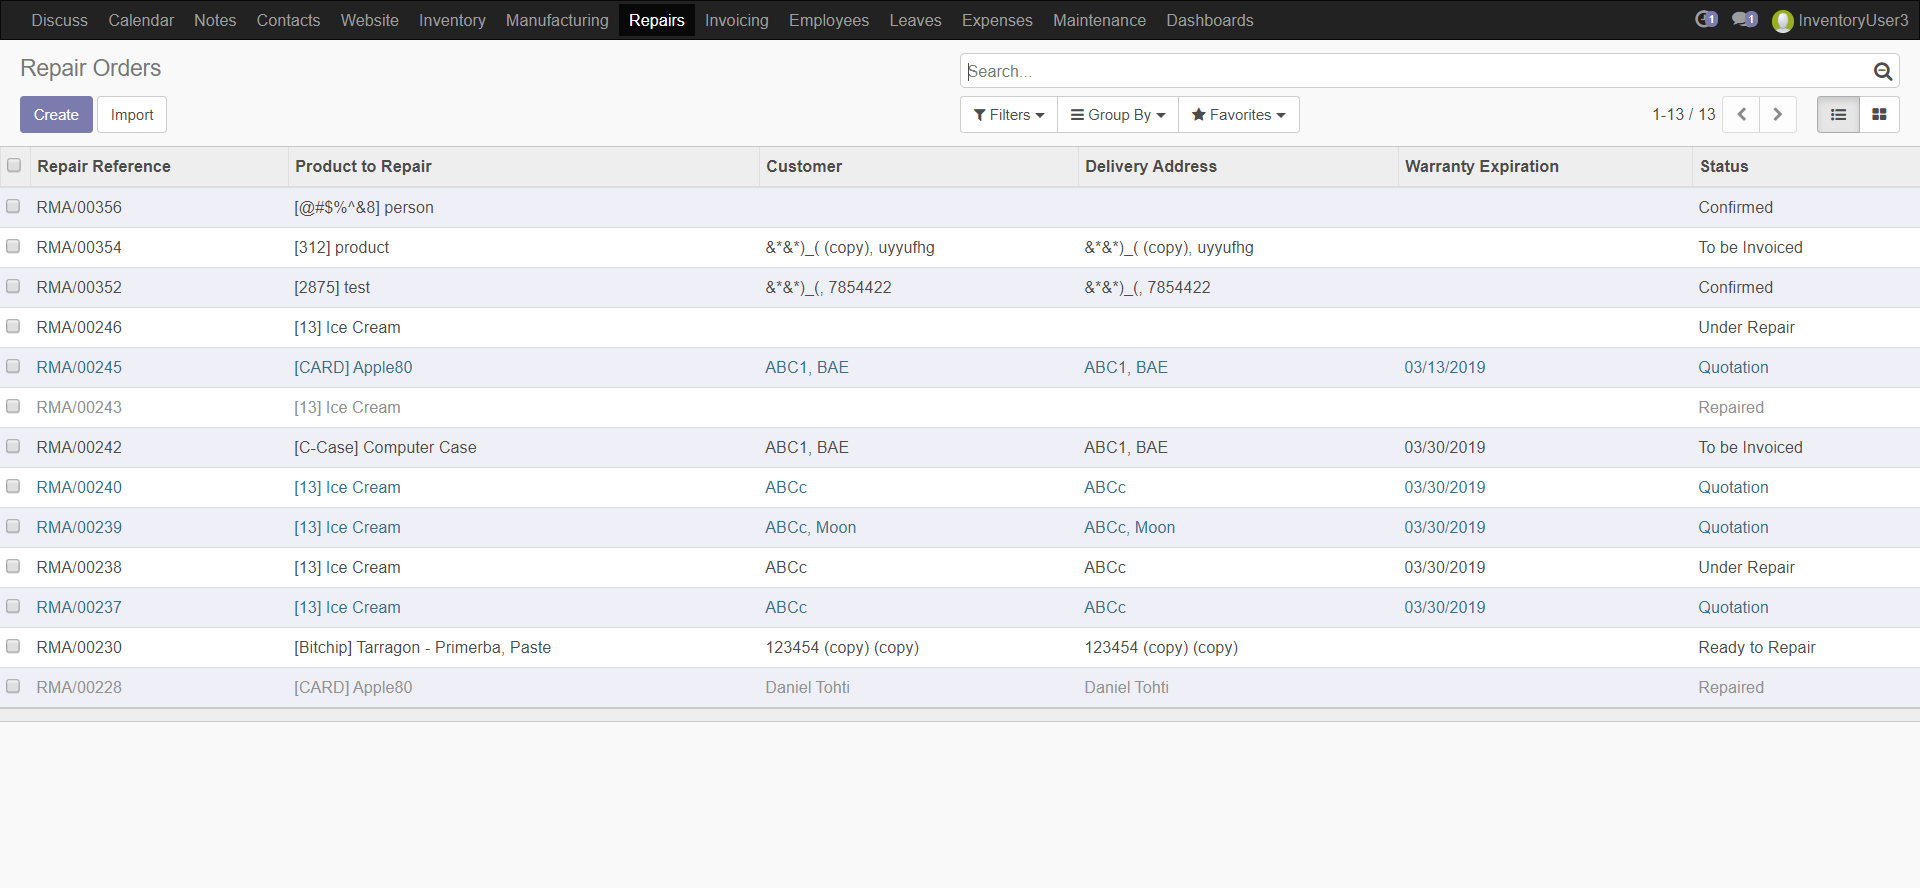 Discuss Calendar Notes Contacts Website Inventory Manufacturing Repairs Invoicing Employees Leaves Expenses Maintenance Dashboards 1 1 InventoryUser3
Repair Orders
Search...
Create Import
Filters Group By Favorites
1-13 / 13
Repair Reference Product to Repair Customer Delivery Address Warranty Expiration Status
RMA/00356 [@#$%^&8] person Confirmed
RMA/00354 [312] product &*&*)_( (copy), uyyufhg &*&*)_( (copy), uyyufhg To be Invoiced
RMA/00352 [2875] test &*&*)_(, 7854422 &*&*)_(, 7854422 Confirmed
RMA/00246 [13] Ice Cream Under Repair
RMA/00245 [CARD] Apple80 ABC1, BAE ABC1, BAE 03/13/2019 Quotation
RMA/00243 [13] Ice Cream Repaired
RMA/00242 [C-Case] Computer Case ABC1, BAE ABC1, BAE 03/30/2019 To be Invoiced
RMA/00240 [13] Ice Cream ABCc ABCc 03/30/2019 Quotation
RMA/00239 [13] Ice Cream ABCc, Moon ABCc, Moon 03/30/2019 Quotation
RMA/00238 [13] Ice Cream ABCc ABCc 03/30/2019 Under Repair
RMA/00237 [13] Ice Cream ABCc ABCc 03/30/2019 Quotation
RMA/00230 [Bitchip] Tarragon - Primerba, Paste 123454 (copy) (copy) 123454 (copy) (copy) Ready to Repair
RMA/00228 [CARD] Apple80 Daniel Tohti Daniel Tohti Repaired